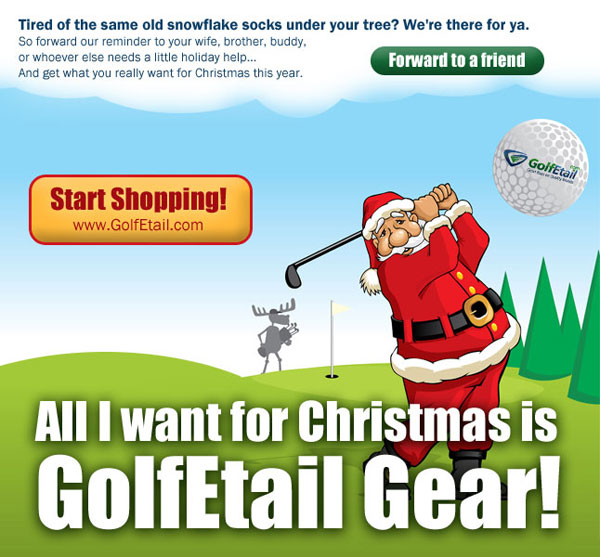 Tired of the same old snowflake socks under your tree? We're there for ya.
So forward our reminder to your wife, brother, buddy,
or whoever else needs a little holiday help...
And get what you really want for Christmas this year.
Forward to a friend
GolfEtail
Start Shopping!
www.GolfEtail.com
All I want for Christmas is
GolfEtail Gear!